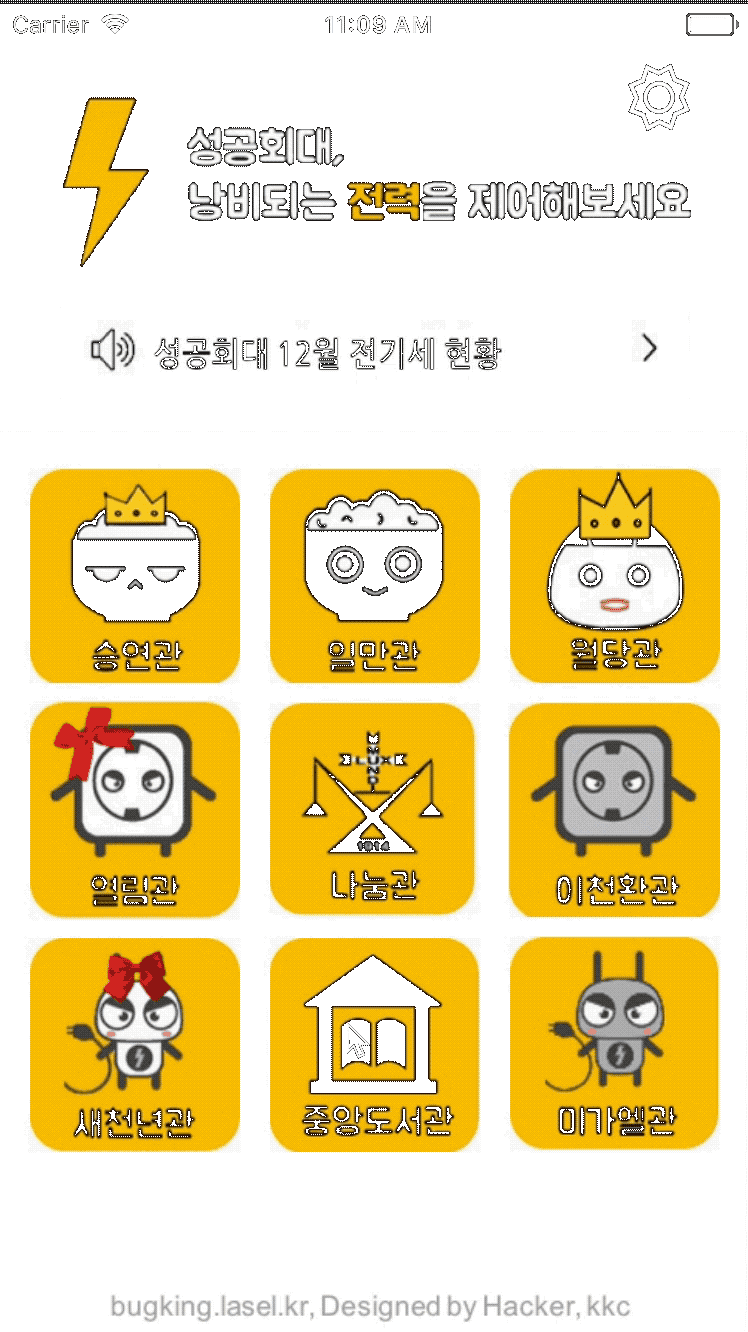 Carrier 11:09 AM
성공회대,
낭비되는 전력을 제어해보세요
성공회대 12월 전기세 현황
승연관 일만관 월당관
LUX MUNDI
1914
열림관 나눔관 이천환관
새천년관 중앙도서관 미가엘관
bugking.lasel.kr, Designed by Hacker, kkc